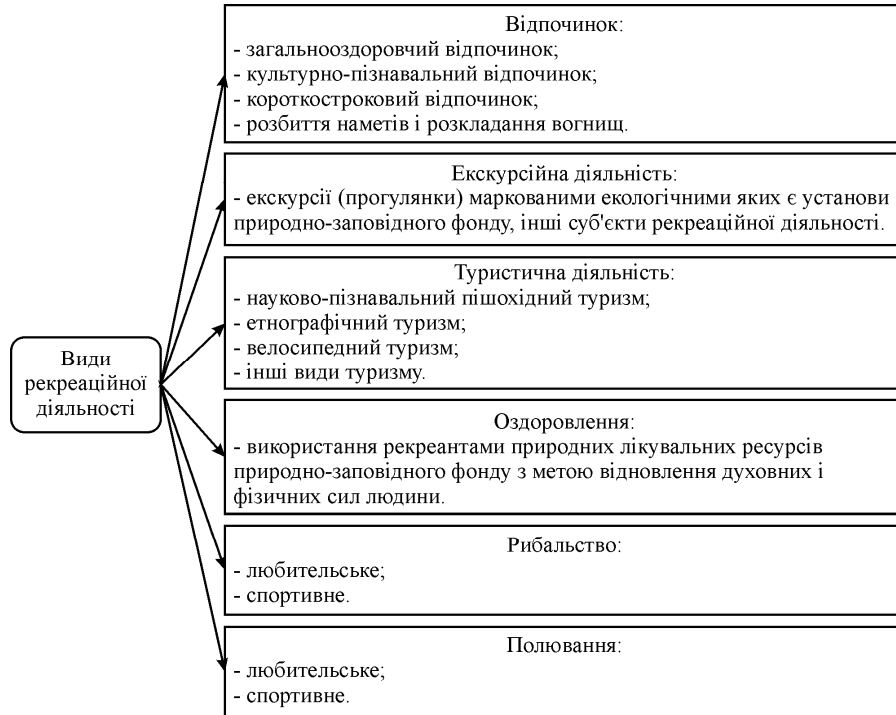 Відпочинок:
- загальнооздоровчий відпочинок;
- культурно-пізнавальний відпочинок;
- короткостроковий відпочинок;
- розбиття наметів і розкладання вогнищ.
Екскурсійна діяльність:
- екскурсії (прогулянки) маркованими екологічними яких є установи
природно-заповідного фонду, інші суб'єкти рекреаційної діяльності.
Туристична діяльність:
- науково-пізнавальний пішохідний туризм;
- етнографічний туризм;
- велосипедний туризм;
- інші види туризму.
Види
рекреаційної
діяльності
Оздоровлення:
- використання рекреантами природних лікувальних ресурсів
природно-заповідного фонду з метою відновлення духовних і
фізичних сил людини.
Рибальство:
- любительське;
- спортивне.
Полювання:
- любительське;
- спортивне.